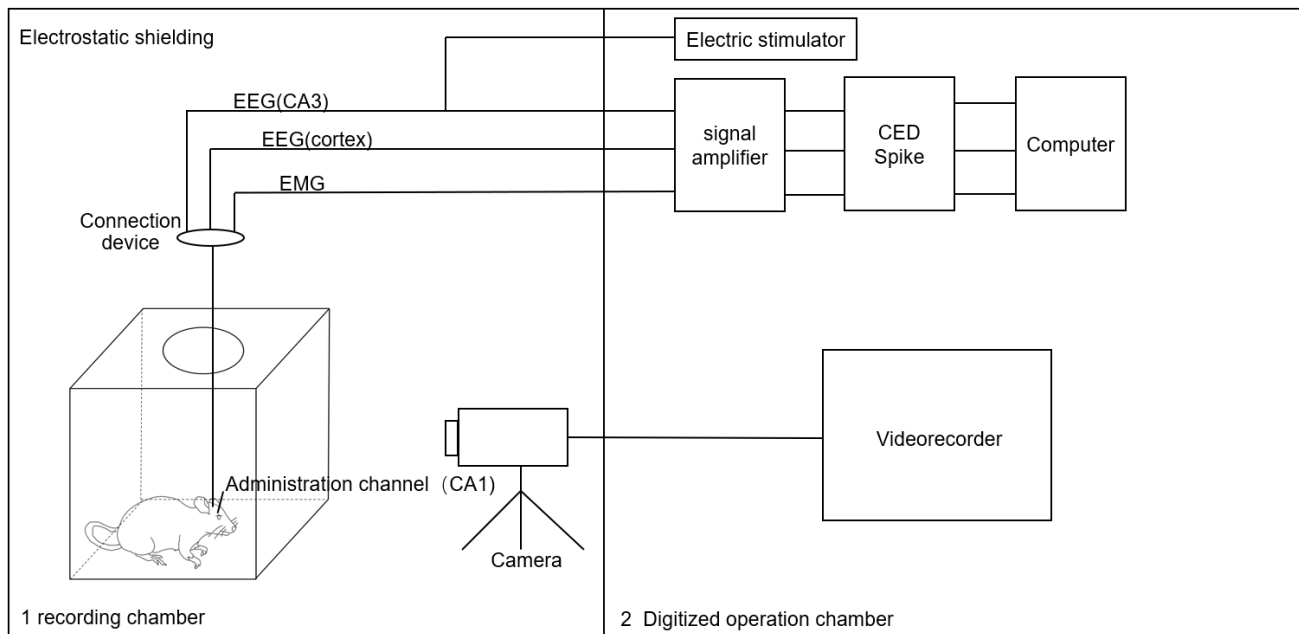 Electrostatic shielding
Electric stimulator
EEG(CA3)
EEG(cortex)
EMG
signal
amplifier
CED
Spike
Computer
Connection
device
Administration channel（CA1)
Camera
Videorecorder
1 recording chamber
2 Digitized operation chamber